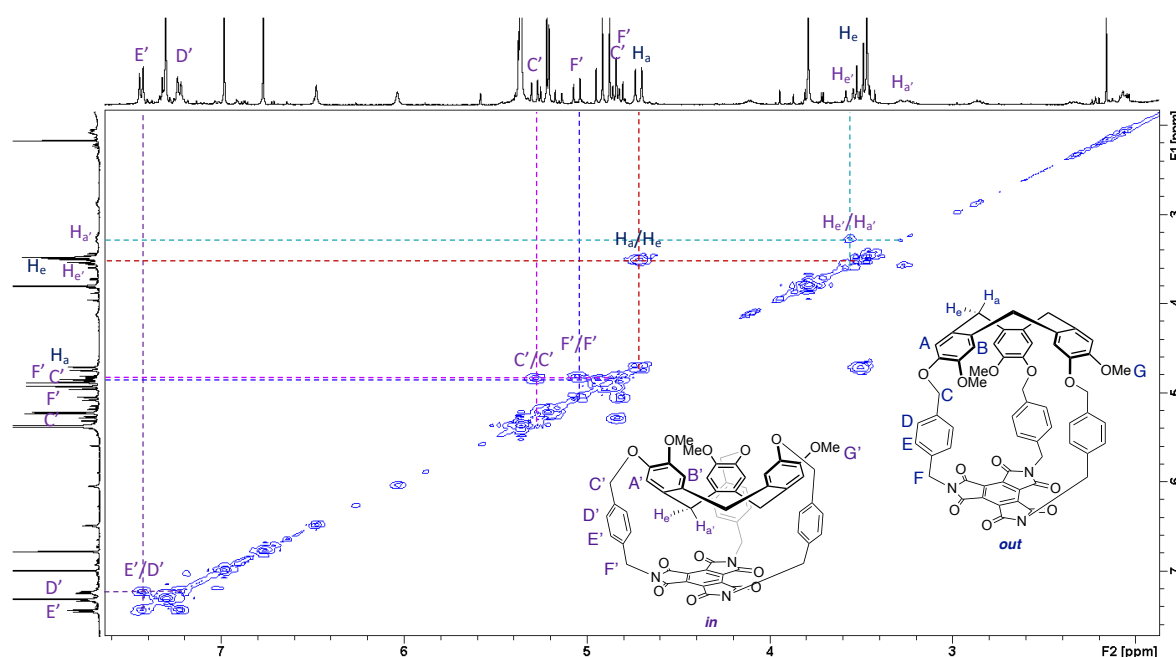 E’ D’ C’ F’ F’ C’ Ha He He’ Ha’
F1 [ppm]
3
4
5
6
7
Ha’
He He’
Ha
F’ C’
F’
C’
D’
E’
He’/Ha’
Ha/He
C’/C’ F’/F’
E’/D’
He Ha
A B
MeO O OMe G
O OMe O
C
D
E
F
O O N
N O O
O O
O N O
out
O OMe MeO O O OMe G’
C’ A’ B’
He’ Ha’
D’
E’
F’
O O N
N O O
O O
O N O
in
7 6 5 4 3 F2 [ppm]